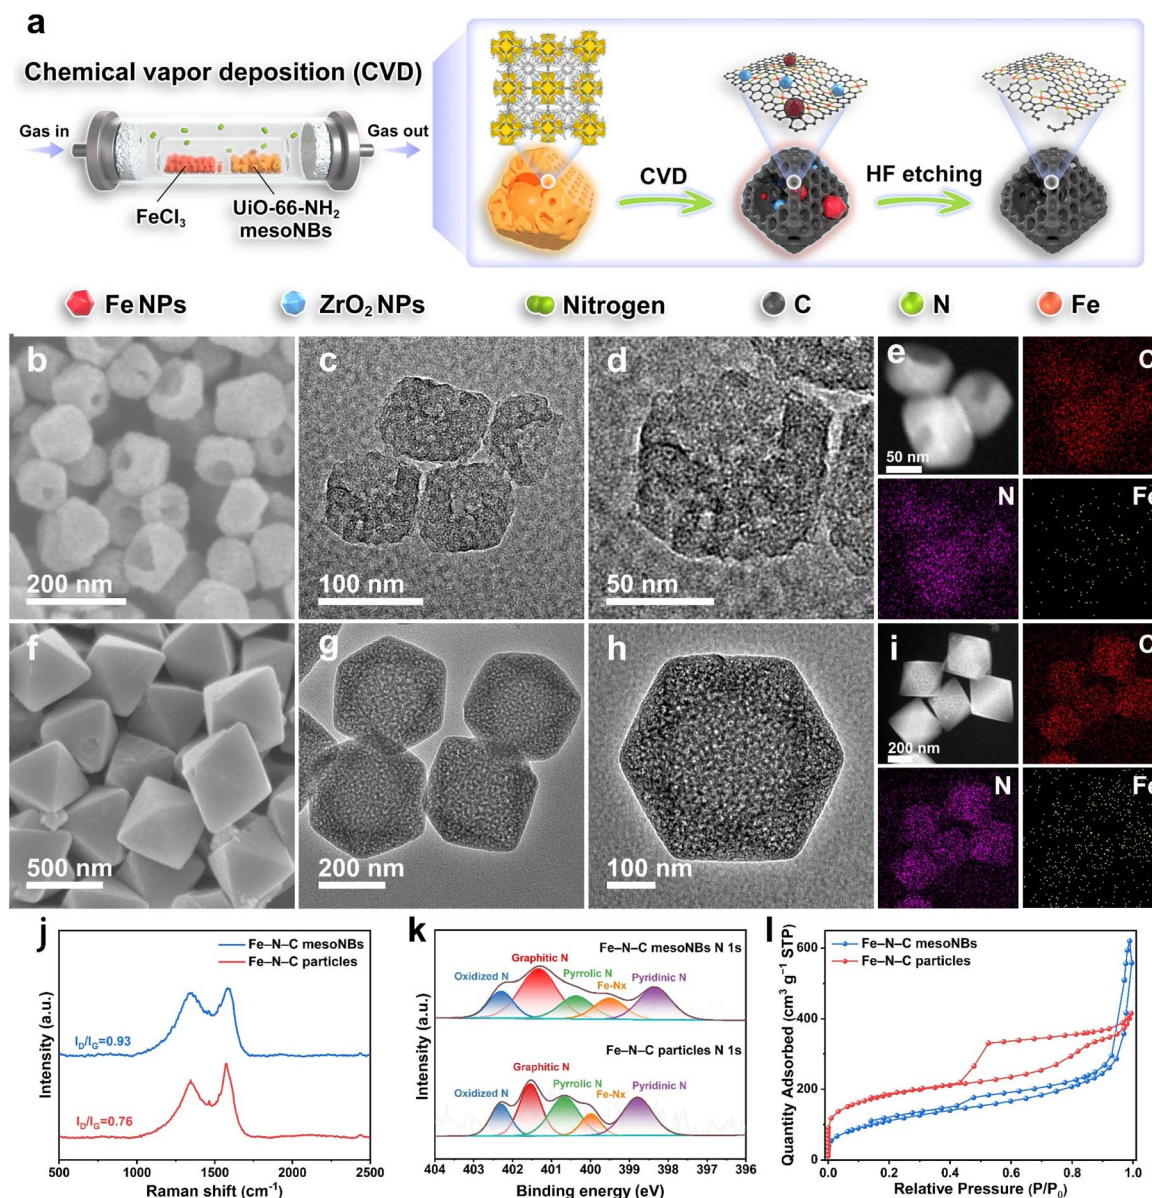 a
Chemical vapor deposition (CVD)
Gas in
Gas out
FeCl3
UiO-66-NH2
mesoNBs
CVD
HF etching
Fe NPs
ZrO2 NPs
Nitrogen
C
N
Fe
b
200 nm
c
100 nm
d
50 nm
e
50 nm
C
N
Fe
f
500 nm
g
200 nm
h
100 nm
i
200 nm
C
N
Fe
j
Fe–N–C mesoNBs
Fe–N–C particles
ID/IG=0.93
ID/IG=0.76
Intensity (a.u.)
500 1000 1500 2000 2500
Raman shift (cm⁻¹)
k
Fe–N–C mesoNBs N 1s
Oxidized N
Graphitic N
Pyrrolic N
Fe-Nx
Pyridinic N
Fe–N–C particles N 1s
Oxidized N
Graphitic N
Pyrrolic N
Fe-Nx
Pyridinic N
Intensity (a.u.)
404 403 402 401 400 399 398 397 396
Binding energy (eV)
l
Fe–N–C mesoNBs
Fe–N–C particles
Quantity Adsorbed (cm³ g⁻¹ STP)
600
400
200
0
0.0 0.2 0.4 0.6 0.8 1.0
Relative Pressure (P/P0)